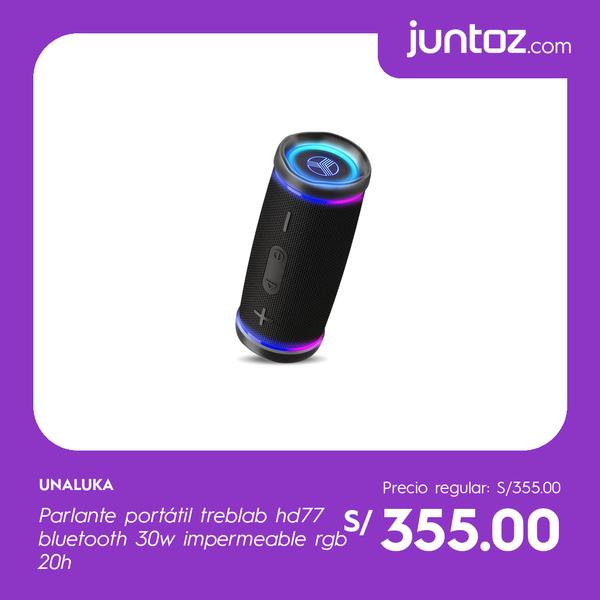 juntoz.com
UNALUKA
Precio regular: S/355.00
Parlante portátil treblab hd77
bluetooth 30w impermeable rgb
20h
S/ 355.00